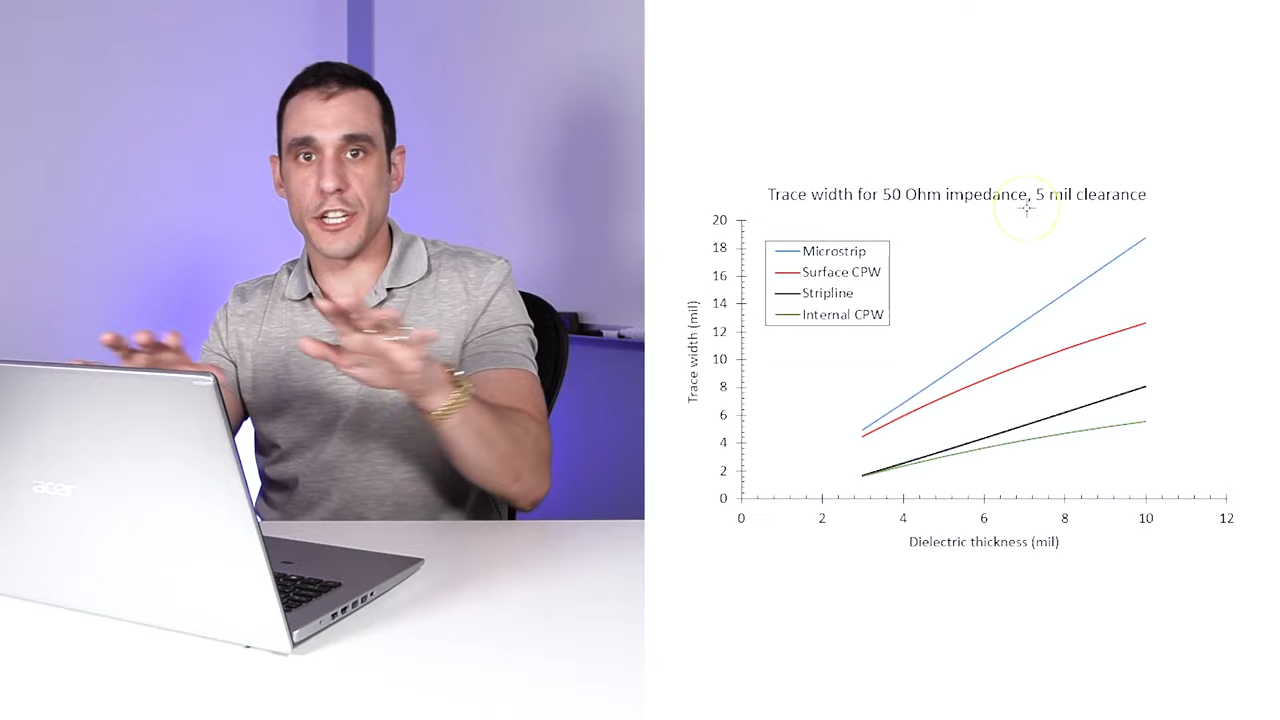 acer
Trace width for 50 Ohm impedance, 5 mil clearance
20
18
16
14
12
10
8
6
4
2
0
Microstrip
Surface CPW
Stripline
Internal CPW
Trace width (mil)
0 2 4 6 8 10 12
Dielectric thickness (mil)